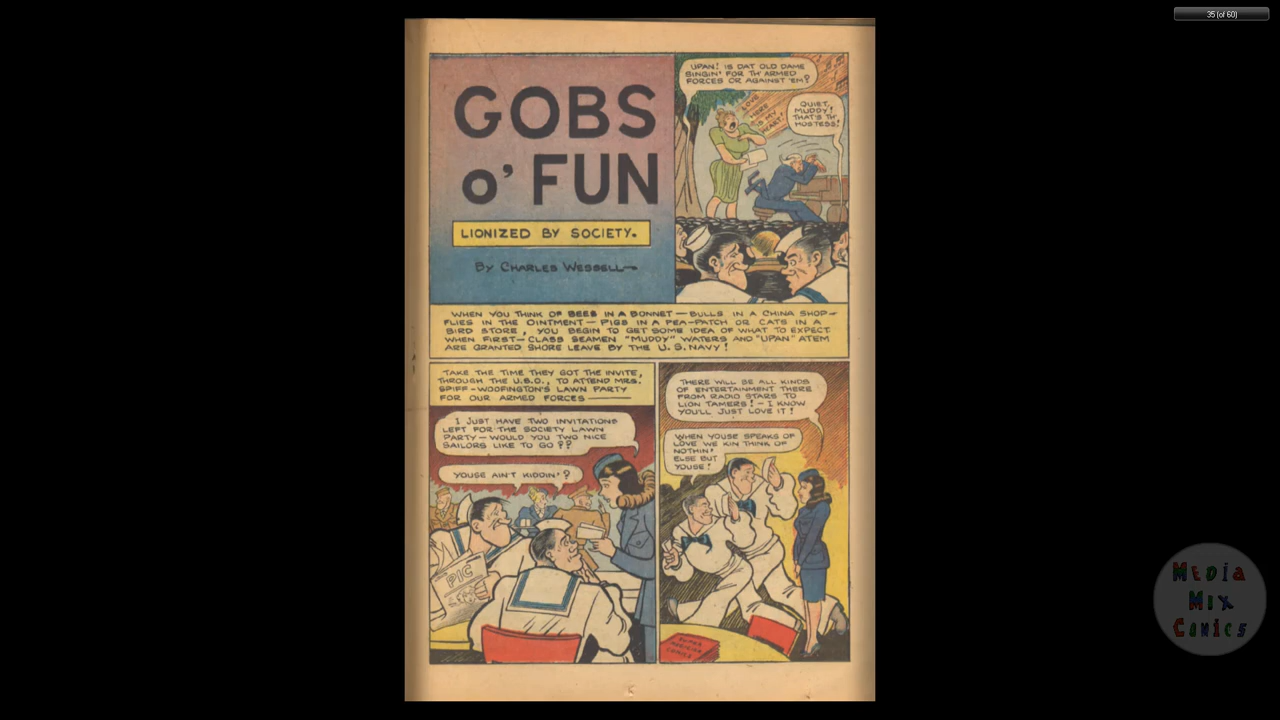 35 (of 60)
GOBS
o' FUN
LIONIZED BY SOCIETY.
By CHARLES WESSELL
UPAN! IS DAT OLD DAME
SINGIN' FOR TH' ARMED
FORCES OR AGAINST 'EM?
LOVE
HERE
IS MY
HEART!
QUIET,
MUDDY!
THAT'S TH'
HOSTESS!
WHEN YOU THINK OF BEES IN A BONNET — BULLS IN A CHINA SHOP —
FLIES IN THE OINTMENT — PIGS IN A PEA-PATCH OR CATS IN A
BIRD STORE, YOU BEGIN TO GET SOME IDEA OF WHAT TO EXPECT
WHEN FIRST-CLASS SEAMEN "MUDDY" WATERS AND "UPAN" ATEM
ARE GRANTED SHORE LEAVE BY THE U.S. NAVY!
TAKE THE TIME THEY GOT THE INVITE,
THROUGH THE U.S.O., TO ATTEND MRS.
SPIFF-WOOFINGTON'S LAWN PARTY
FOR OUR ARMED FORCES ———
I JUST HAVE TWO INVITATIONS
LEFT FOR THE SOCIETY LAWN
PARTY — WOULD YOU TWO NICE
SAILORS LIKE TO GO??
YOUSE AIN'T KIDDIN'?
PIC
THERE WILL BE ALL KINDS
OF ENTERTAINMENT THERE
FROM RADIO STARS TO
LION TAMERS! — I KNOW
YOU'LL JUST LOVE IT!
WHEN YOUSE SPEAKS OF
LOVE WE KIN THINK OF
NOTHIN'
ELSE BUT
YOUSE!
COMICS
MEDIA
MIX
COMICS